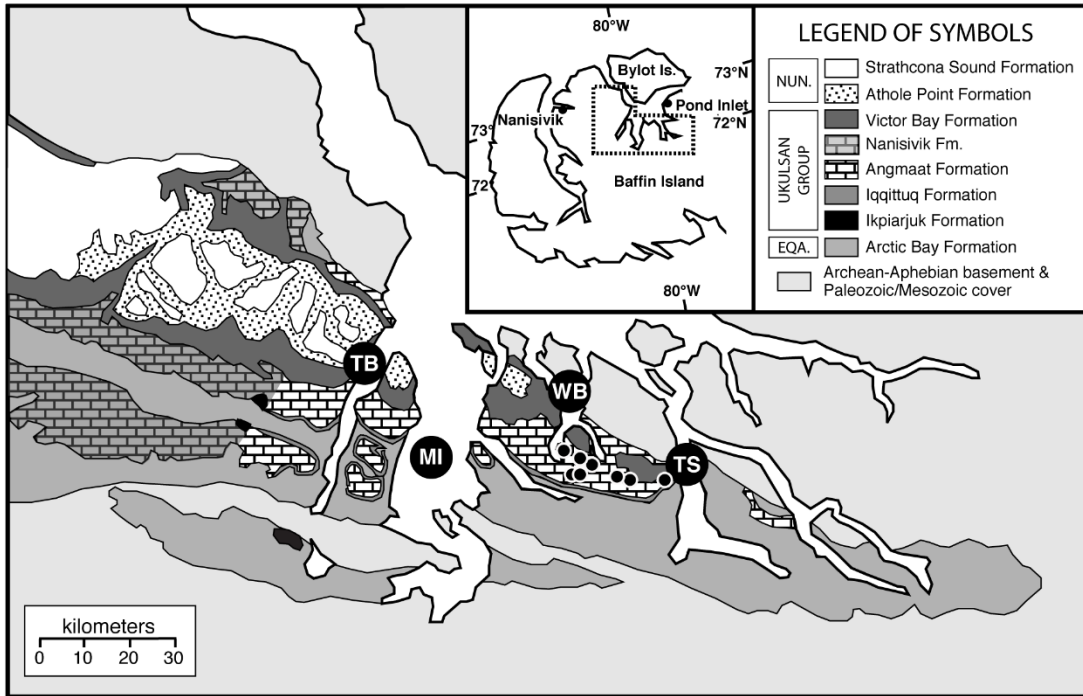 80°W
Bylot Is.
73°N
Pond Inlet
72°N
Nanisivik
73°
72°
Baffin Island
80°W
LEGEND OF SYMBOLS
NUN.
Strathcona Sound Formation
Athole Point Formation
UKULSAN
GROUP
Victor Bay Formation
Nanisivik Fm.
Angmaat Formation
Iqqittuq Formation
Ikpiarjuk Formation
EQA.
Arctic Bay Formation
Archean-Aphebian basement &
Paleozoic/Mesozoic cover
TB
WB
MI
TS
kilometers
0 10 20 30